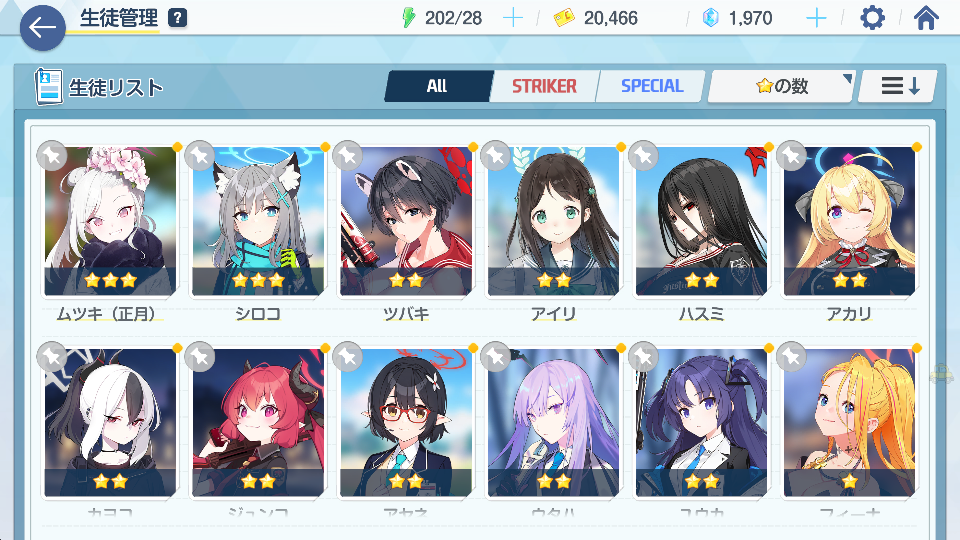 生徒管理 ? 202/28 20,466 1,970
生徒リスト All STRIKER SPECIAL ★の数
ムツキ（正月） シロコ ツバキ アイリ ハスミ アカリ
カヨコ ジュンコ アヤネ ウタハ ユウカ フィーナ